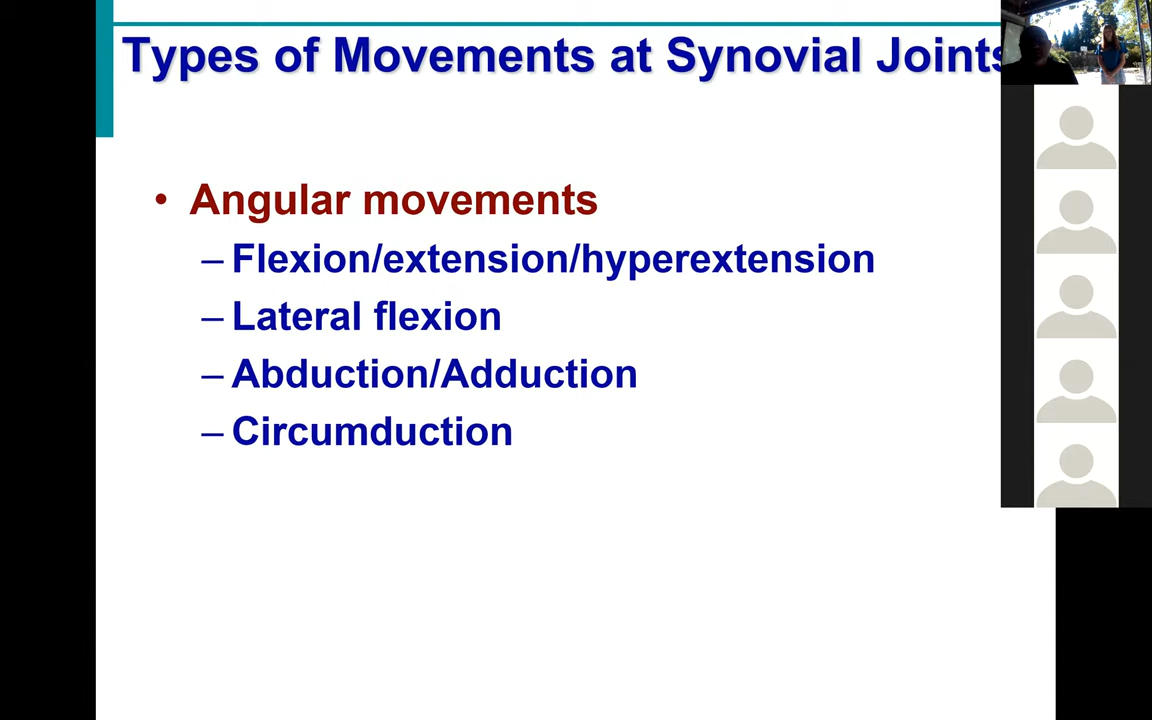 Types of Movements at Synovial Joints
• Angular movements
– Flexion/extension/hyperextension
– Lateral flexion
– Abduction/Adduction
– Circumduction